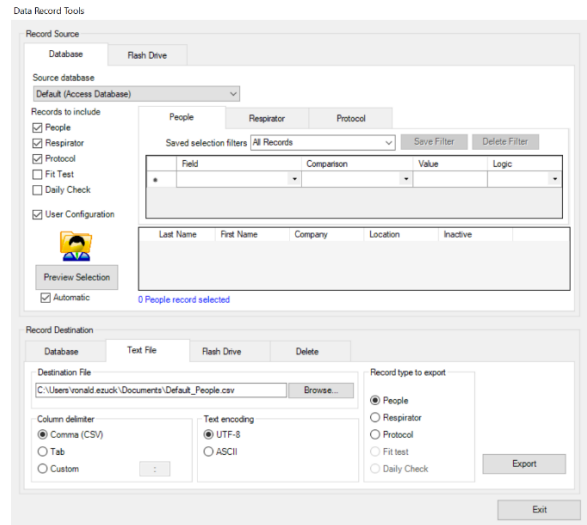 Data Record Tools
Record Source
Database Flash Drive
Source database
Default (Access Database)
Records to include
People
Respirator
Protocol
Fit Test
Daily Check
User Configuration
Preview Selection
Automatic
People Respirator Protocol
Saved selection filters All Records Save Filter Delete Filter
Field Comparison Value Logic
Last Name First Name Company Location Inactive
0 People record selected
Record Destination
Database Text File Flash Drive Delete
Destination File
C:\Users\ronald.ezuck\Documents\Default_People.csv Browse...
Column delimiter
Comma (CSV)
Tab
Custom :
Text encoding
UTF-8
ASCII
Record type to export
People
Respirator
Protocol
Fit test
Daily Check
Export
Exit